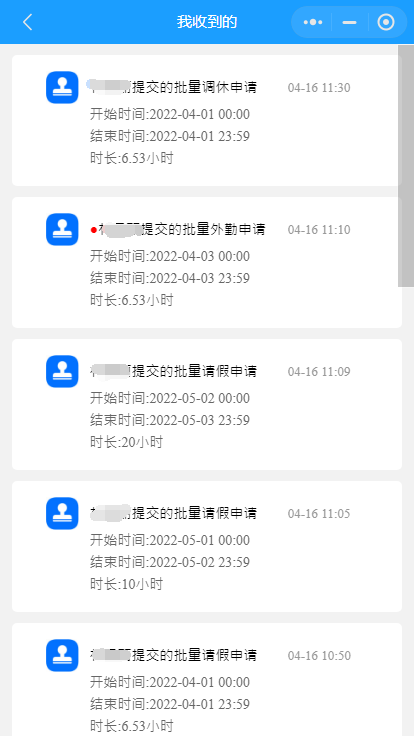 我收到的
提交的批量调休申请 04-16 11:30
开始时间:2022-04-01 00:00
结束时间:2022-04-01 23:59
时长:6.53小时
提交的批量外勤申请 04-16 11:10
开始时间:2022-04-03 00:00
结束时间:2022-04-03 23:59
时长:6.53小时
提交的批量请假申请 04-16 11:09
开始时间:2022-05-02 00:00
结束时间:2022-05-03 23:59
时长:20小时
提交的批量请假申请 04-16 11:05
开始时间:2022-05-01 00:00
结束时间:2022-05-02 23:59
时长:10小时
提交的批量请假申请 04-16 10:50
开始时间:2022-04-01 00:00
结束时间:2022-04-01 23:59
时长:6.53小时